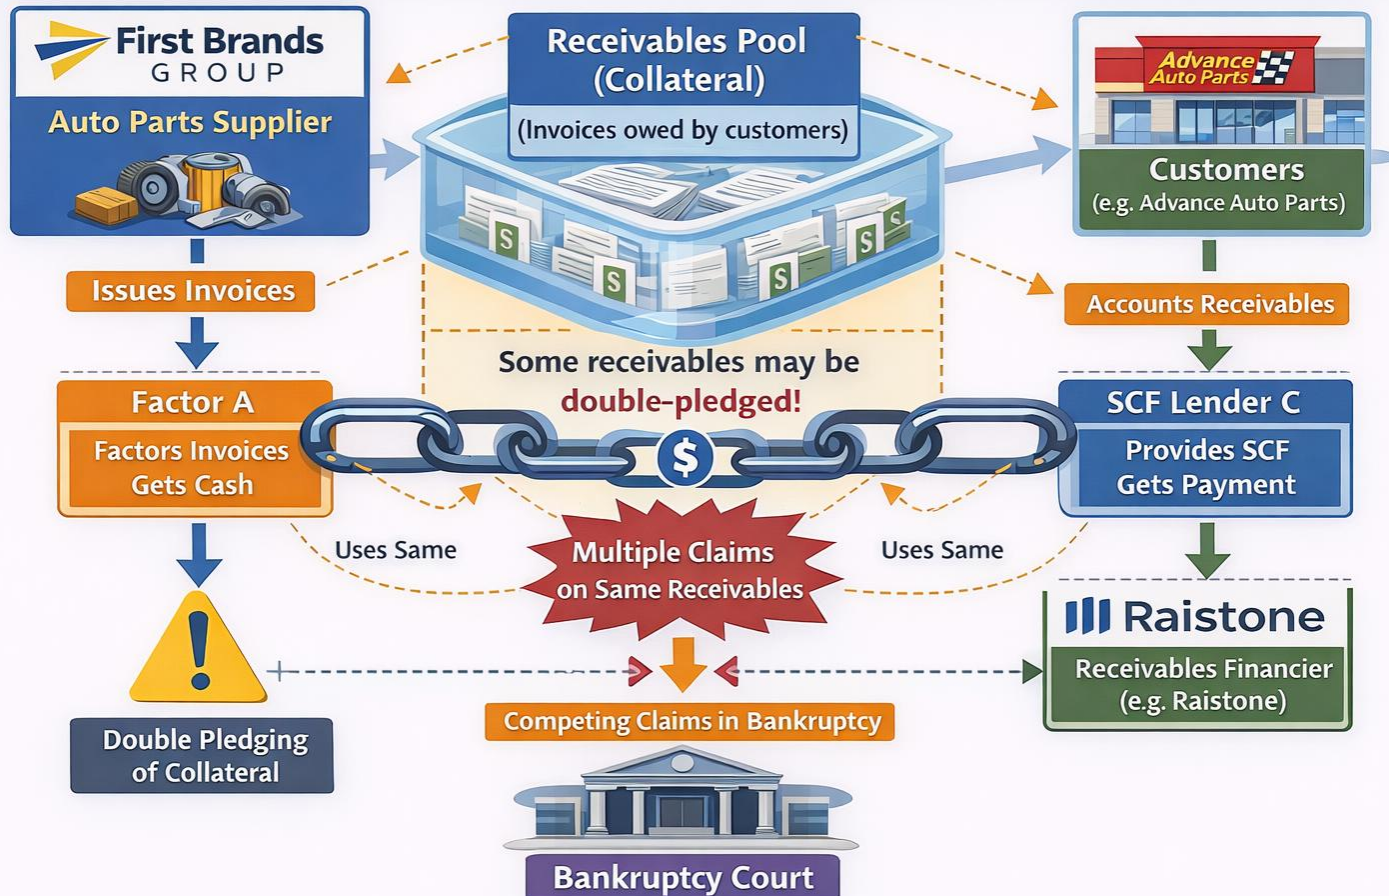 First Brands
GROUP
Auto Parts Supplier
Receivables Pool
(Collateral)
(Invoices owed by customers)
Advance
Auto Parts
Customers
(e.g. Advance Auto Parts)
$
$
$
$
$
Issues Invoices
Accounts Receivables
Some receivables may be
double-pledged!
Factor A
Factors Invoices
Gets Cash
$
SCF Lender C
Provides SCF
Gets Payment
Uses Same
Multiple Claims
on Same Receivables
Uses Same
!
Raistone
Receivables Financier
(e.g. Raistone)
Double Pledging
of Collateral
Competing Claims in Bankruptcy
Bankruptcy Court